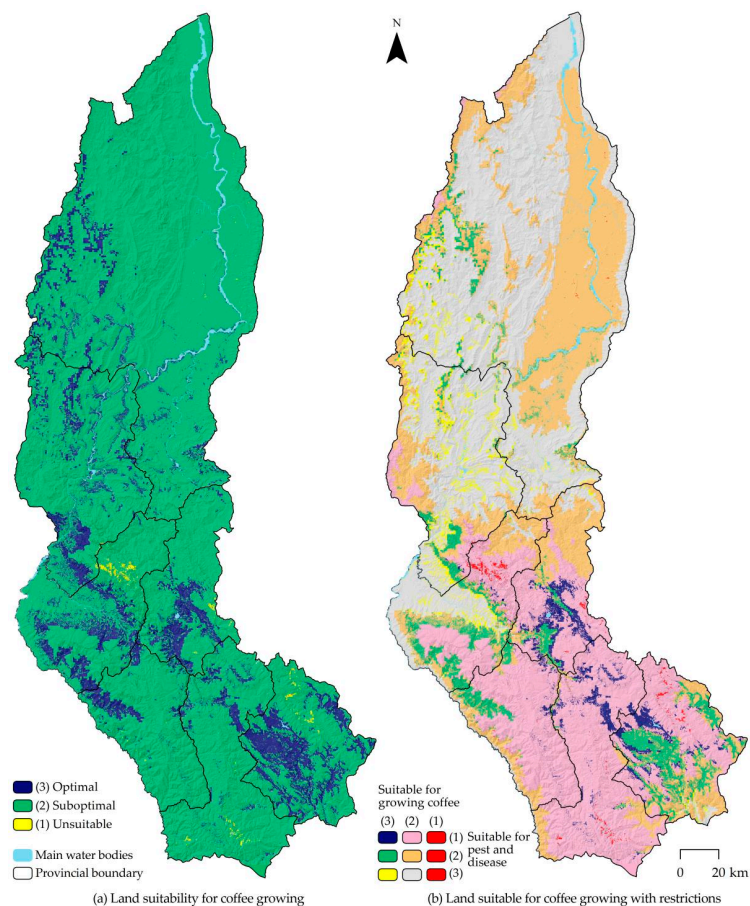 N
(3) Optimal
(2) Suboptimal
(1) Unsuitable
Main water bodies
Provincial boundary
Suitable for
growing coffee
(3) (2) (1)
(1) Suitable for
pest and
(2) disease
(3)
0 20 km
(a) Land suitability for coffee growing
(b) Land suitable for coffee growing with restrictions